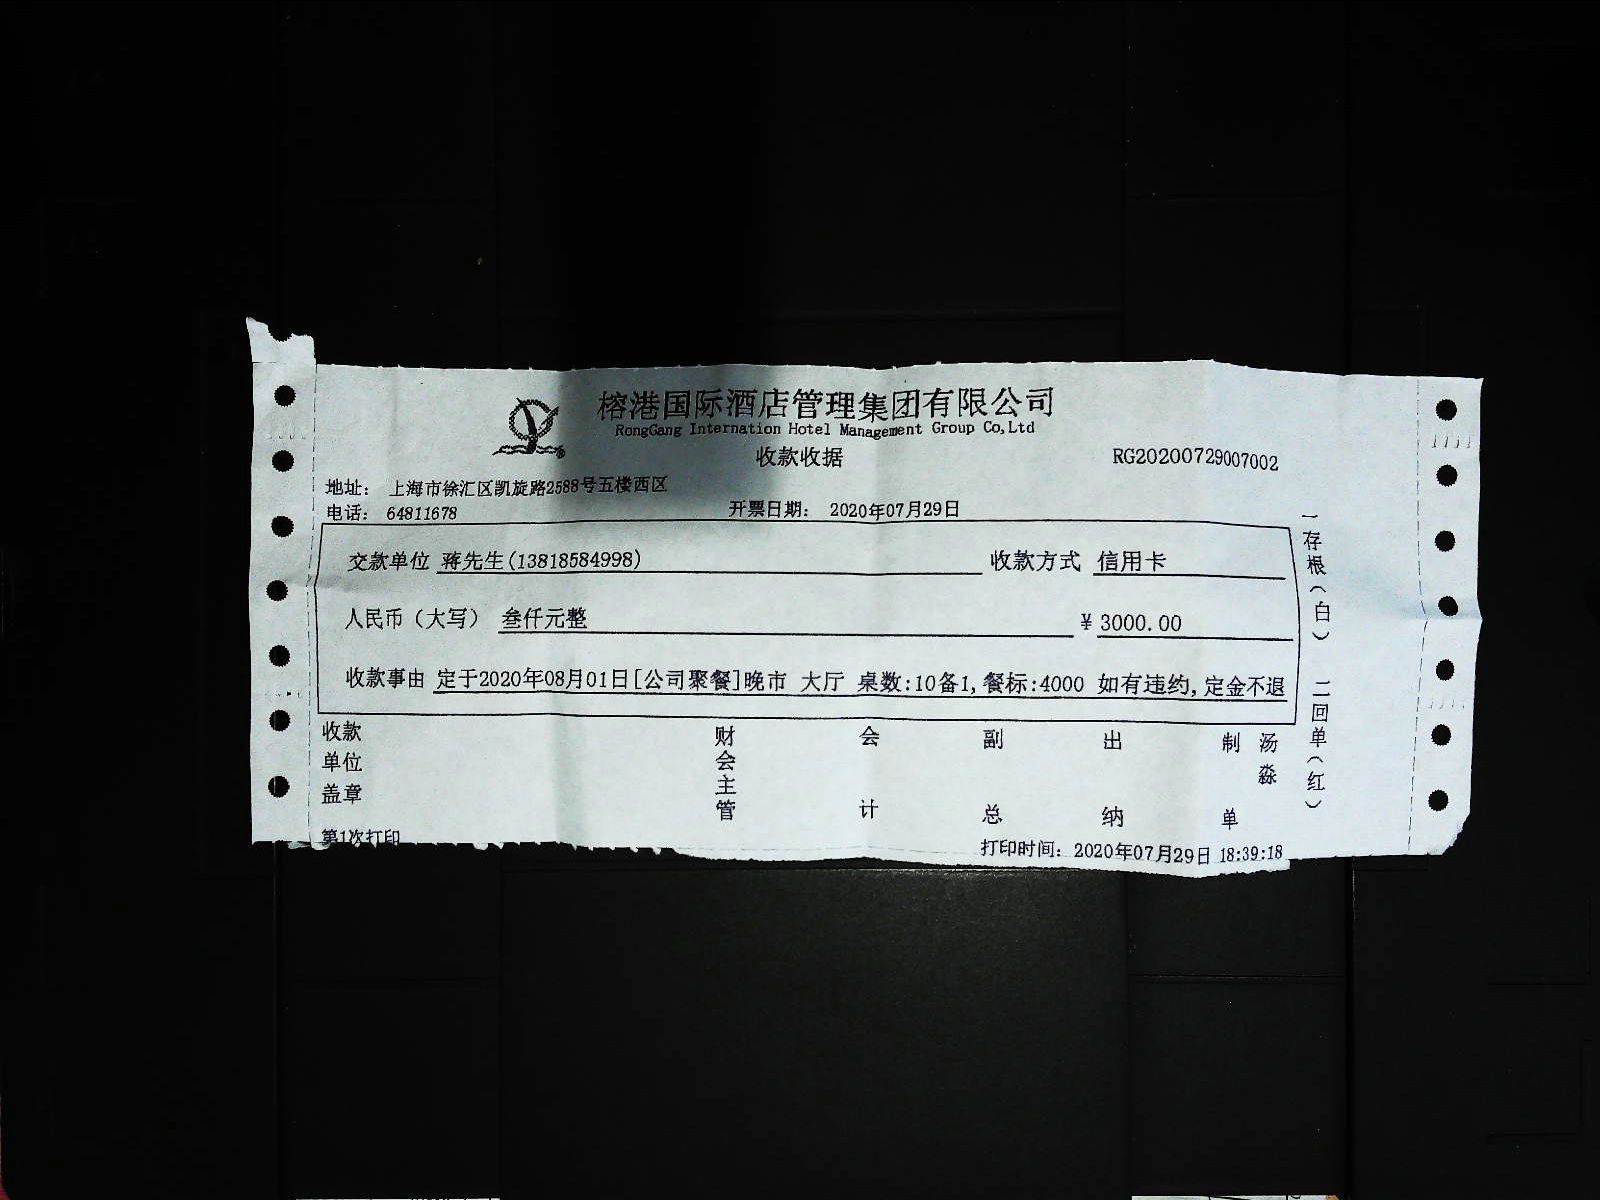 榕港国际酒店管理集团有限公司
RongGang Internation Hotel Management Group Co,Ltd
收款收据
RG20200729007002
地址： 上海市徐汇区凯旋路2588号五楼西区
电话： 64811678
开票日期： 2020年07月29日
交款单位 蒋先生(13818584998)
收款方式 信用卡
人民币（大写） 叁仟元整
¥ 3000.00
收款事由 定于2020年08月01日[公司聚餐]晚市 大厅 桌数:10备1,餐标:4000 如有违约,定金不退
一存根（白） 二回单（红）
收款单位盖章
财会主管
会计
副总
出纳
制单
汤淼
第1次打印
打印时间： 2020年07月29日 18:39:18